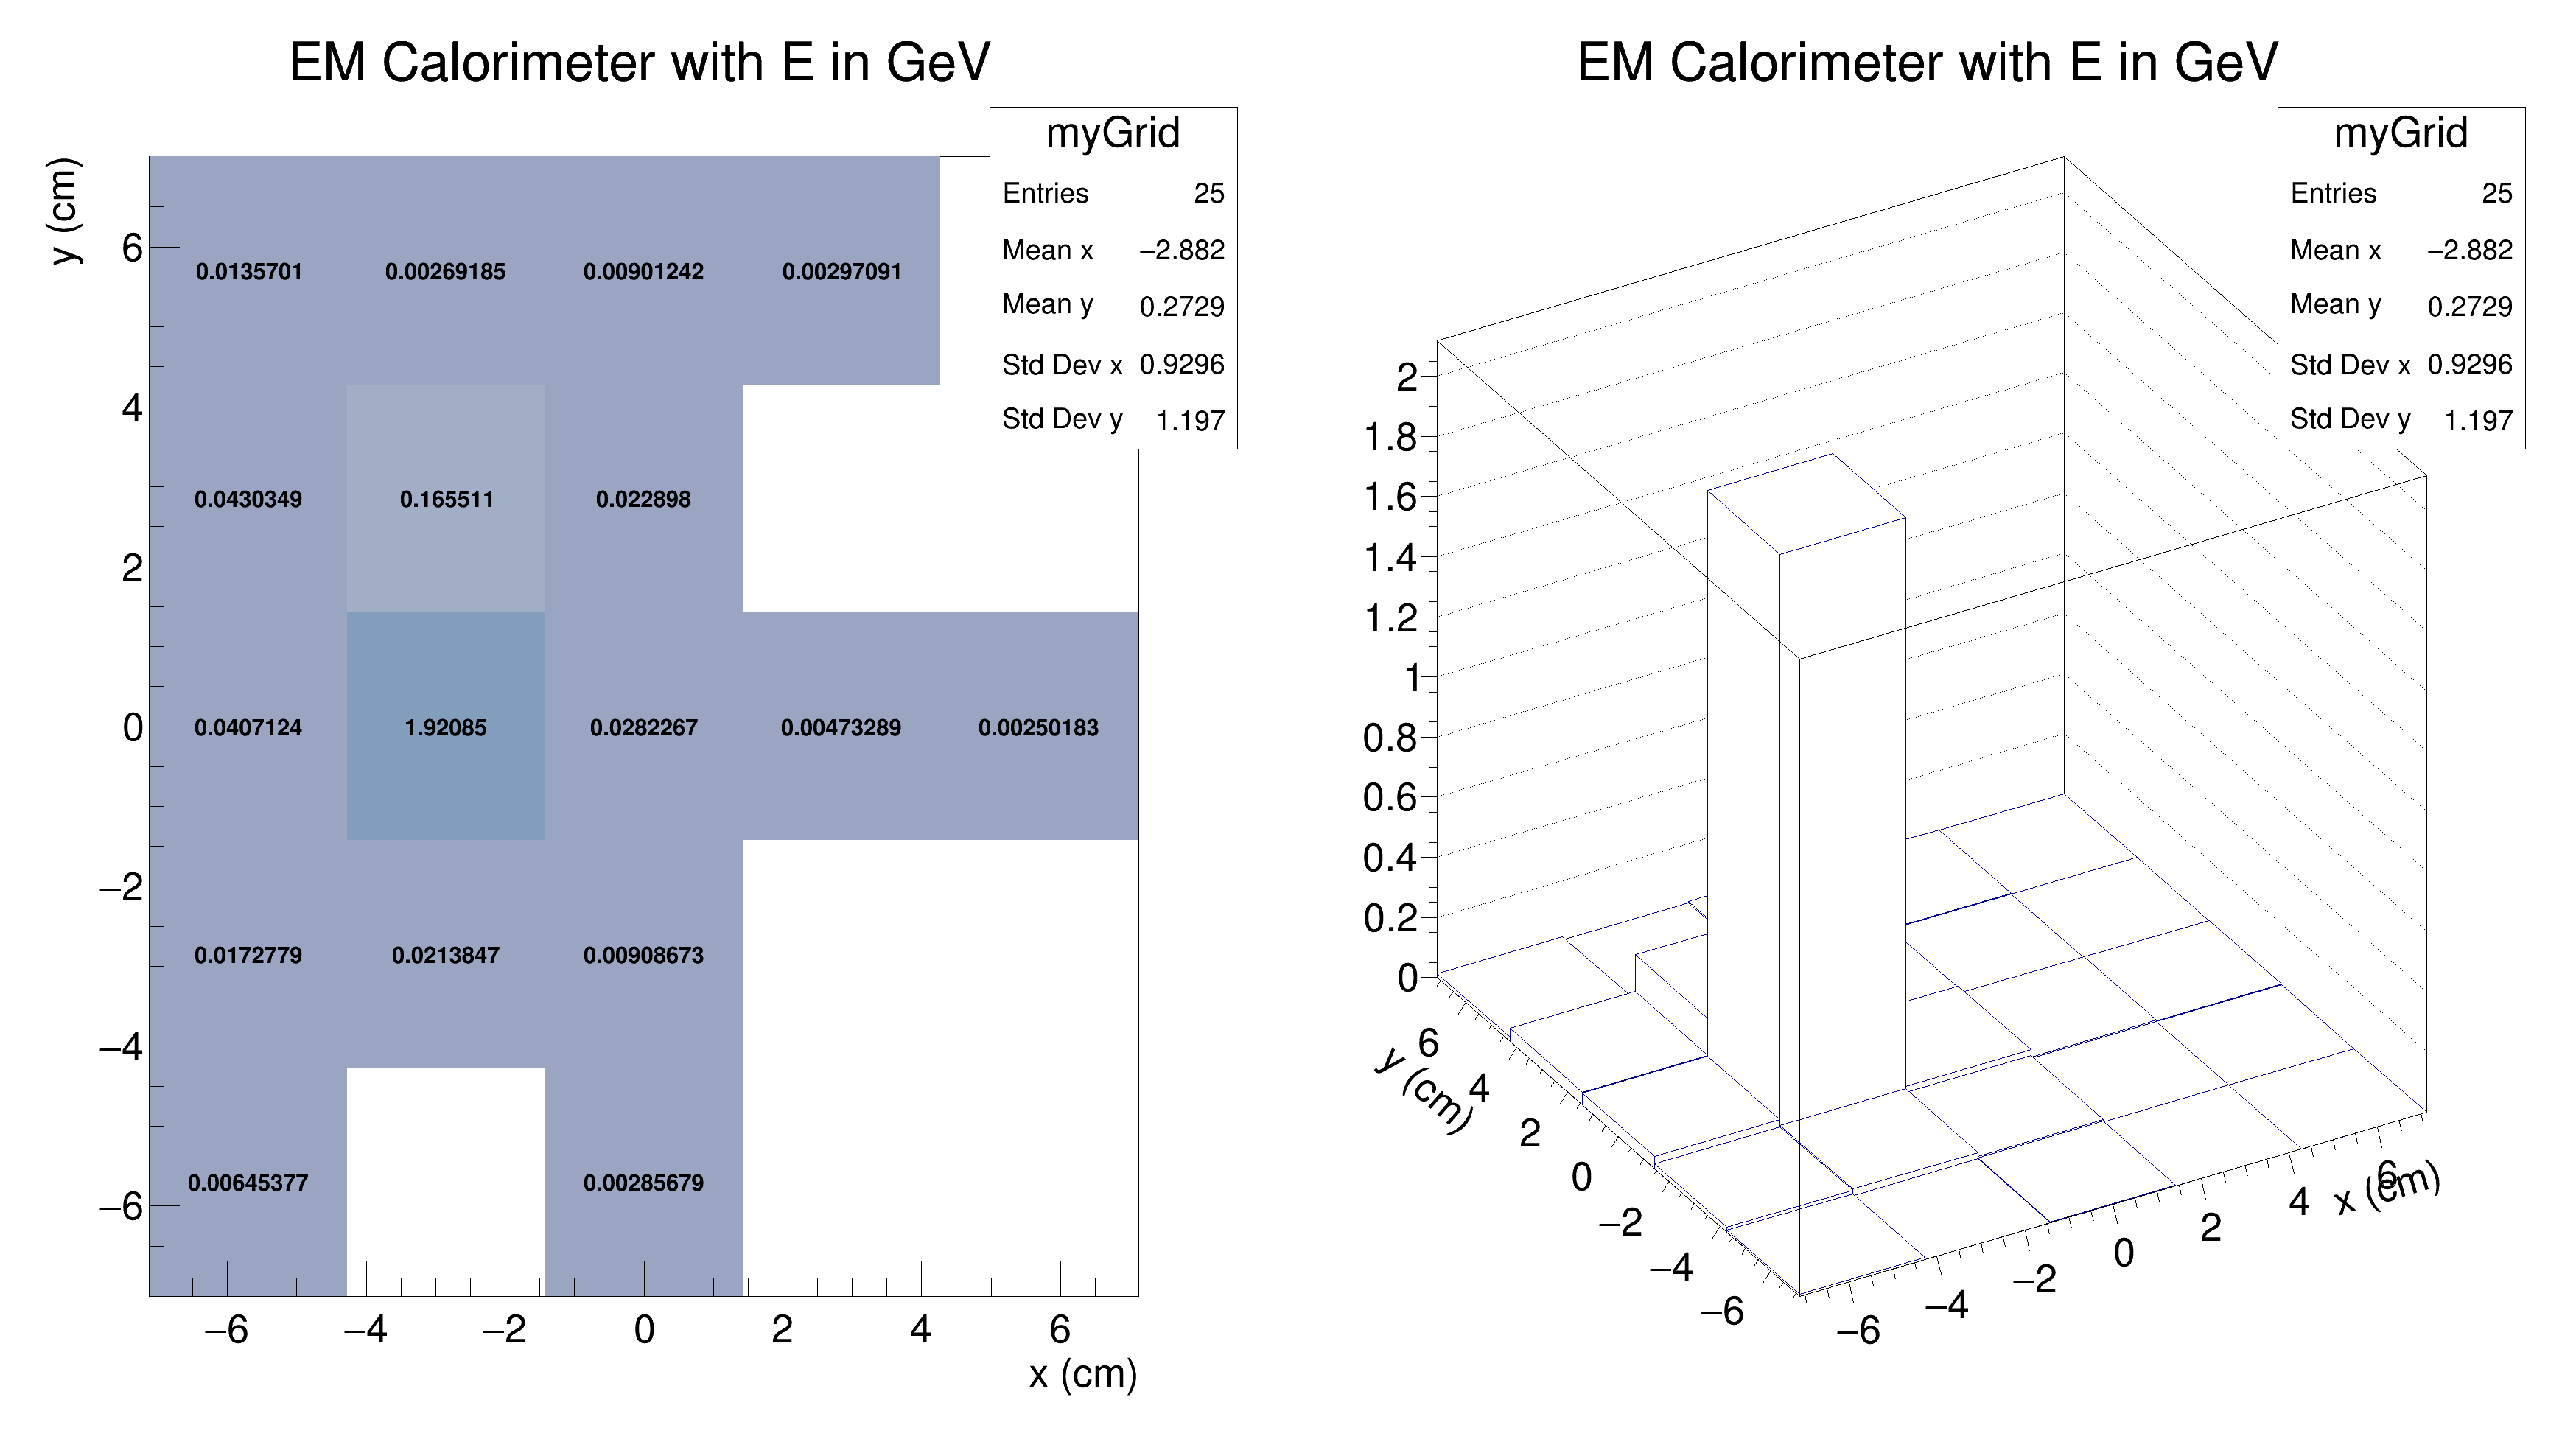 EM Calorimeter with E in GeV
myGrid
Entries 25
Mean x −2.882
Mean y 0.2729
Std Dev x 0.9296
Std Dev y 1.197
y (cm)
6
4
2
0
−2
−4
−6
0.0135701 0.00269185 0.00901242 0.00297091
0.0430349 0.165511 0.022898
0.0407124 1.92085 0.0282267 0.00473289 0.00250183
0.0172779 0.0213847 0.00908673
0.00645377 0.00285679
−6 −4 −2 0 2 4 6
x (cm)
EM Calorimeter with E in GeV
myGrid
Entries 25
Mean x −2.882
Mean y 0.2729
Std Dev x 0.9296
Std Dev y 1.197
2
1.8
1.6
1.4
1.2
1
0.8
0.6
0.4
0.2
0
6
4
2
0
−2
−4
−6
y (cm)
−6
−4
−2
0
2
4
6
x (cm)